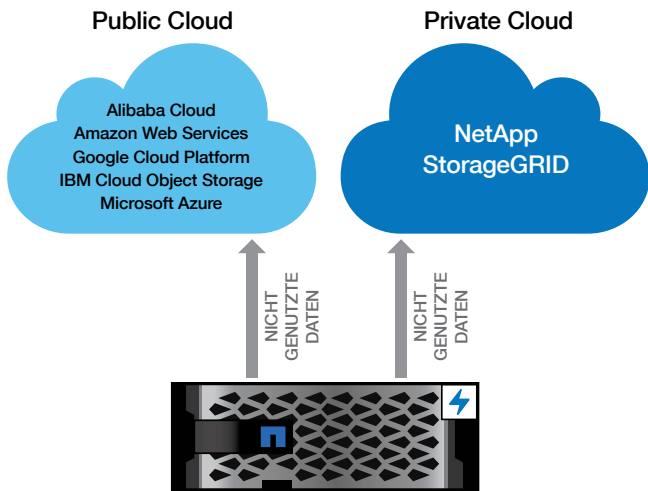 Public Cloud
Private Cloud
Alibaba Cloud
Amazon Web Services
Google Cloud Platform
IBM Cloud Object Storage
Microsoft Azure
NetApp
StorageGRID
NICHT
GENUTZTE
DATEN
NICHT
GENUTZTE
DATEN